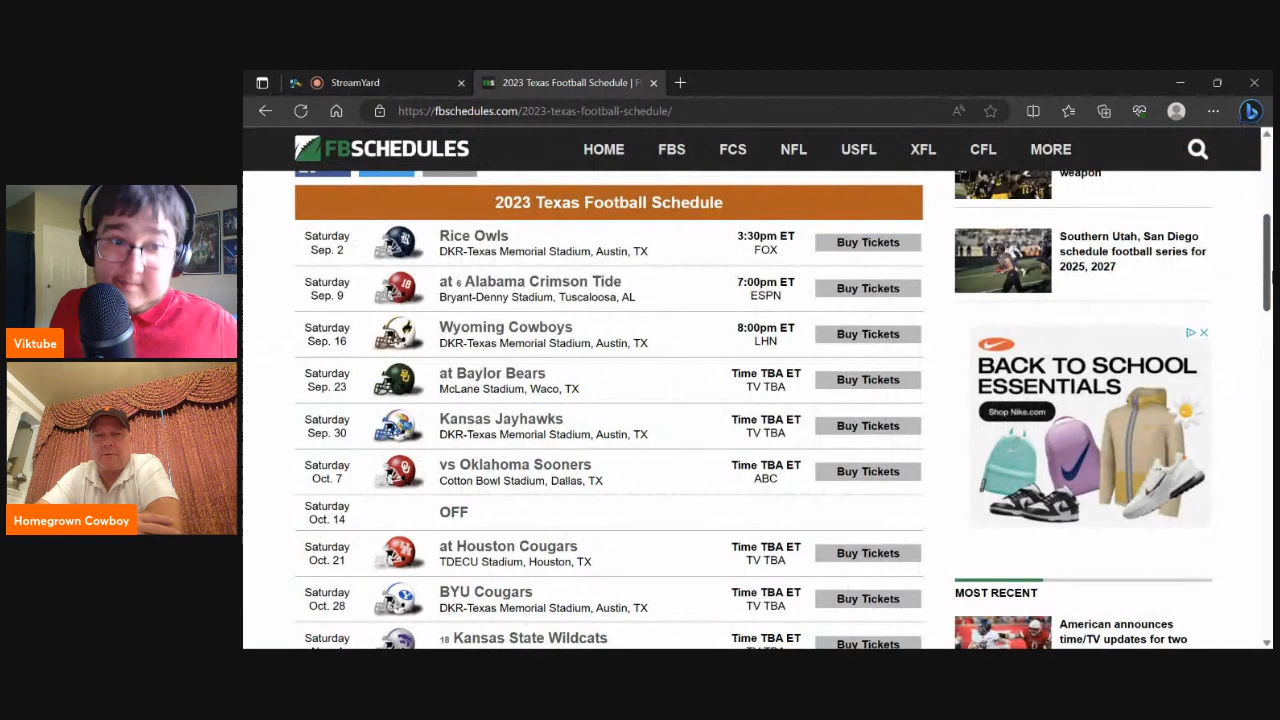 StreamYard
2023 Texas Football Schedule | F
https://fbschedules.com/2023-texas-football-schedule/
FBSCHEDULES
HOME
FBS
FCS
NFL
USFL
XFL
CFL
MORE
2023 Texas Football Schedule
Saturday
Sep. 2
Rice Owls
DKR-Texas Memorial Stadium, Austin, TX
3:30pm ET
FOX
Buy Tickets
Saturday
Sep. 9
at 6 Alabama Crimson Tide
Bryant-Denny Stadium, Tuscaloosa, AL
7:00pm ET
ESPN
Buy Tickets
Saturday
Sep. 16
Wyoming Cowboys
DKR-Texas Memorial Stadium, Austin, TX
8:00pm ET
LHN
Buy Tickets
Saturday
Sep. 23
at Baylor Bears
McLane Stadium, Waco, TX
Time TBA ET
TV TBA
Buy Tickets
Saturday
Sep. 30
Kansas Jayhawks
DKR-Texas Memorial Stadium, Austin, TX
Time TBA ET
TV TBA
Buy Tickets
Saturday
Oct. 7
vs Oklahoma Sooners
Cotton Bowl Stadium, Dallas, TX
Time TBA ET
ABC
Buy Tickets
Saturday
Oct. 14
OFF
Saturday
Oct. 21
at Houston Cougars
TDECU Stadium, Houston, TX
Time TBA ET
TV TBA
Buy Tickets
Saturday
Oct. 28
BYU Cougars
DKR-Texas Memorial Stadium, Austin, TX
Time TBA ET
TV TBA
Buy Tickets
Saturday
18 Kansas State Wildcats
Time TBA ET
Buy Tickets
weapon
Southern Utah, San Diego
schedule football series for
2025, 2027
BACK TO SCHOOL
ESSENTIALS
Shop Nike.com
MOST RECENT
American announces
time/TV updates for two
Viktube
Homegrown Cowboy